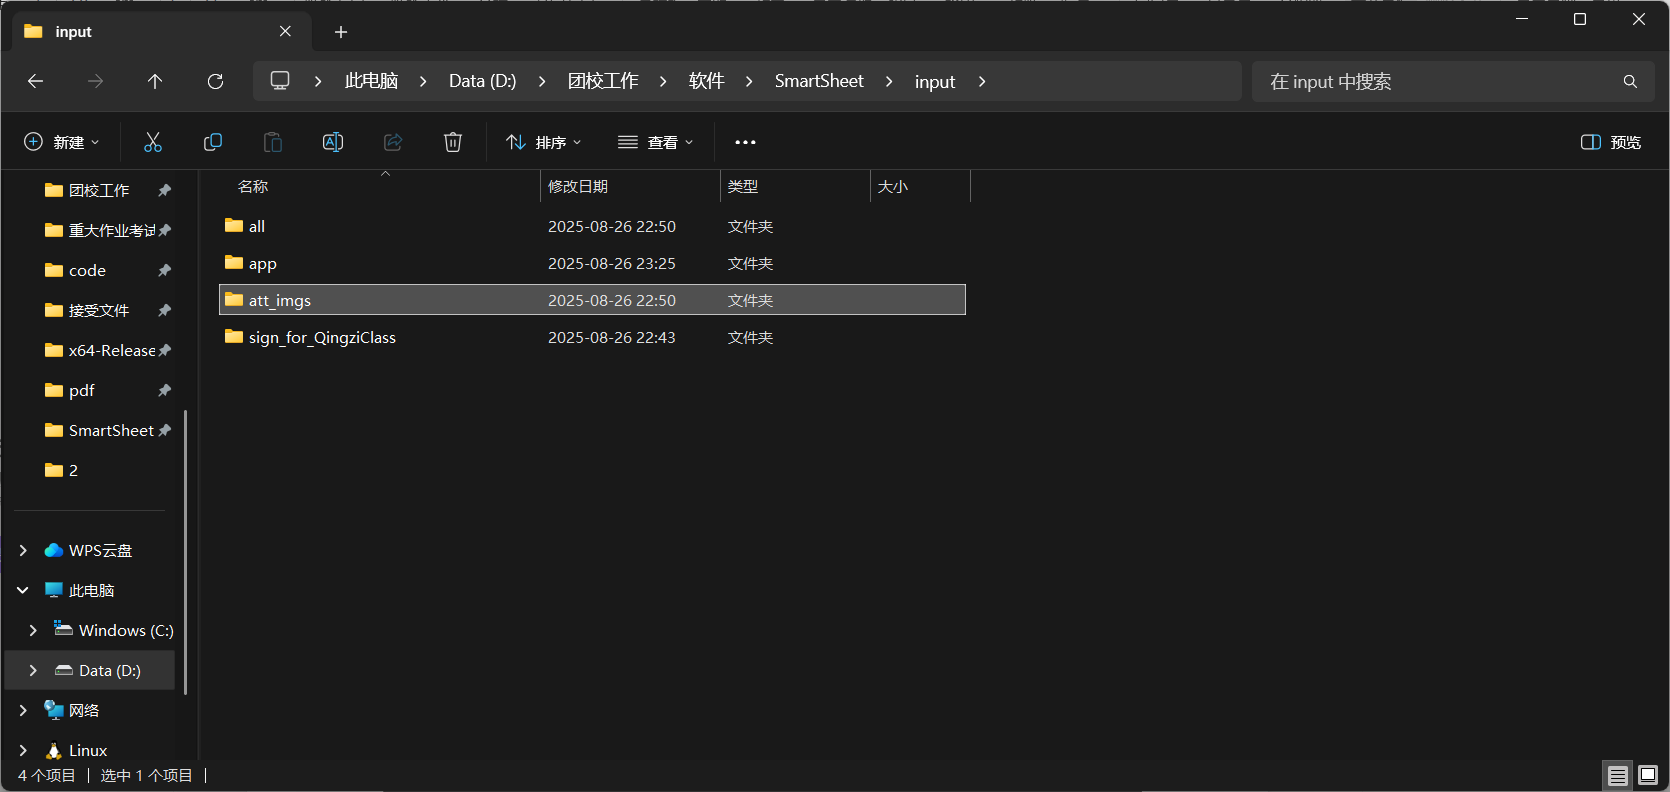 input
此电脑 Data (D:) 团校工作 软件 SmartSheet input
在 input 中搜索
新建 排序 查看 预览
名称 修改日期 类型 大小
all 2025-08-26 22:50 文件夹
app 2025-08-26 23:25 文件夹
att_imgs 2025-08-26 22:50 文件夹
sign_for_QingziClass 2025-08-26 22:43 文件夹
团校工作
重大作业考试
code
接受文件
x64-Release
pdf
SmartSheet
2
WPS云盘
此电脑
Windows (C:)
Data (D:)
网络
Linux
4 个项目 选中 1 个项目